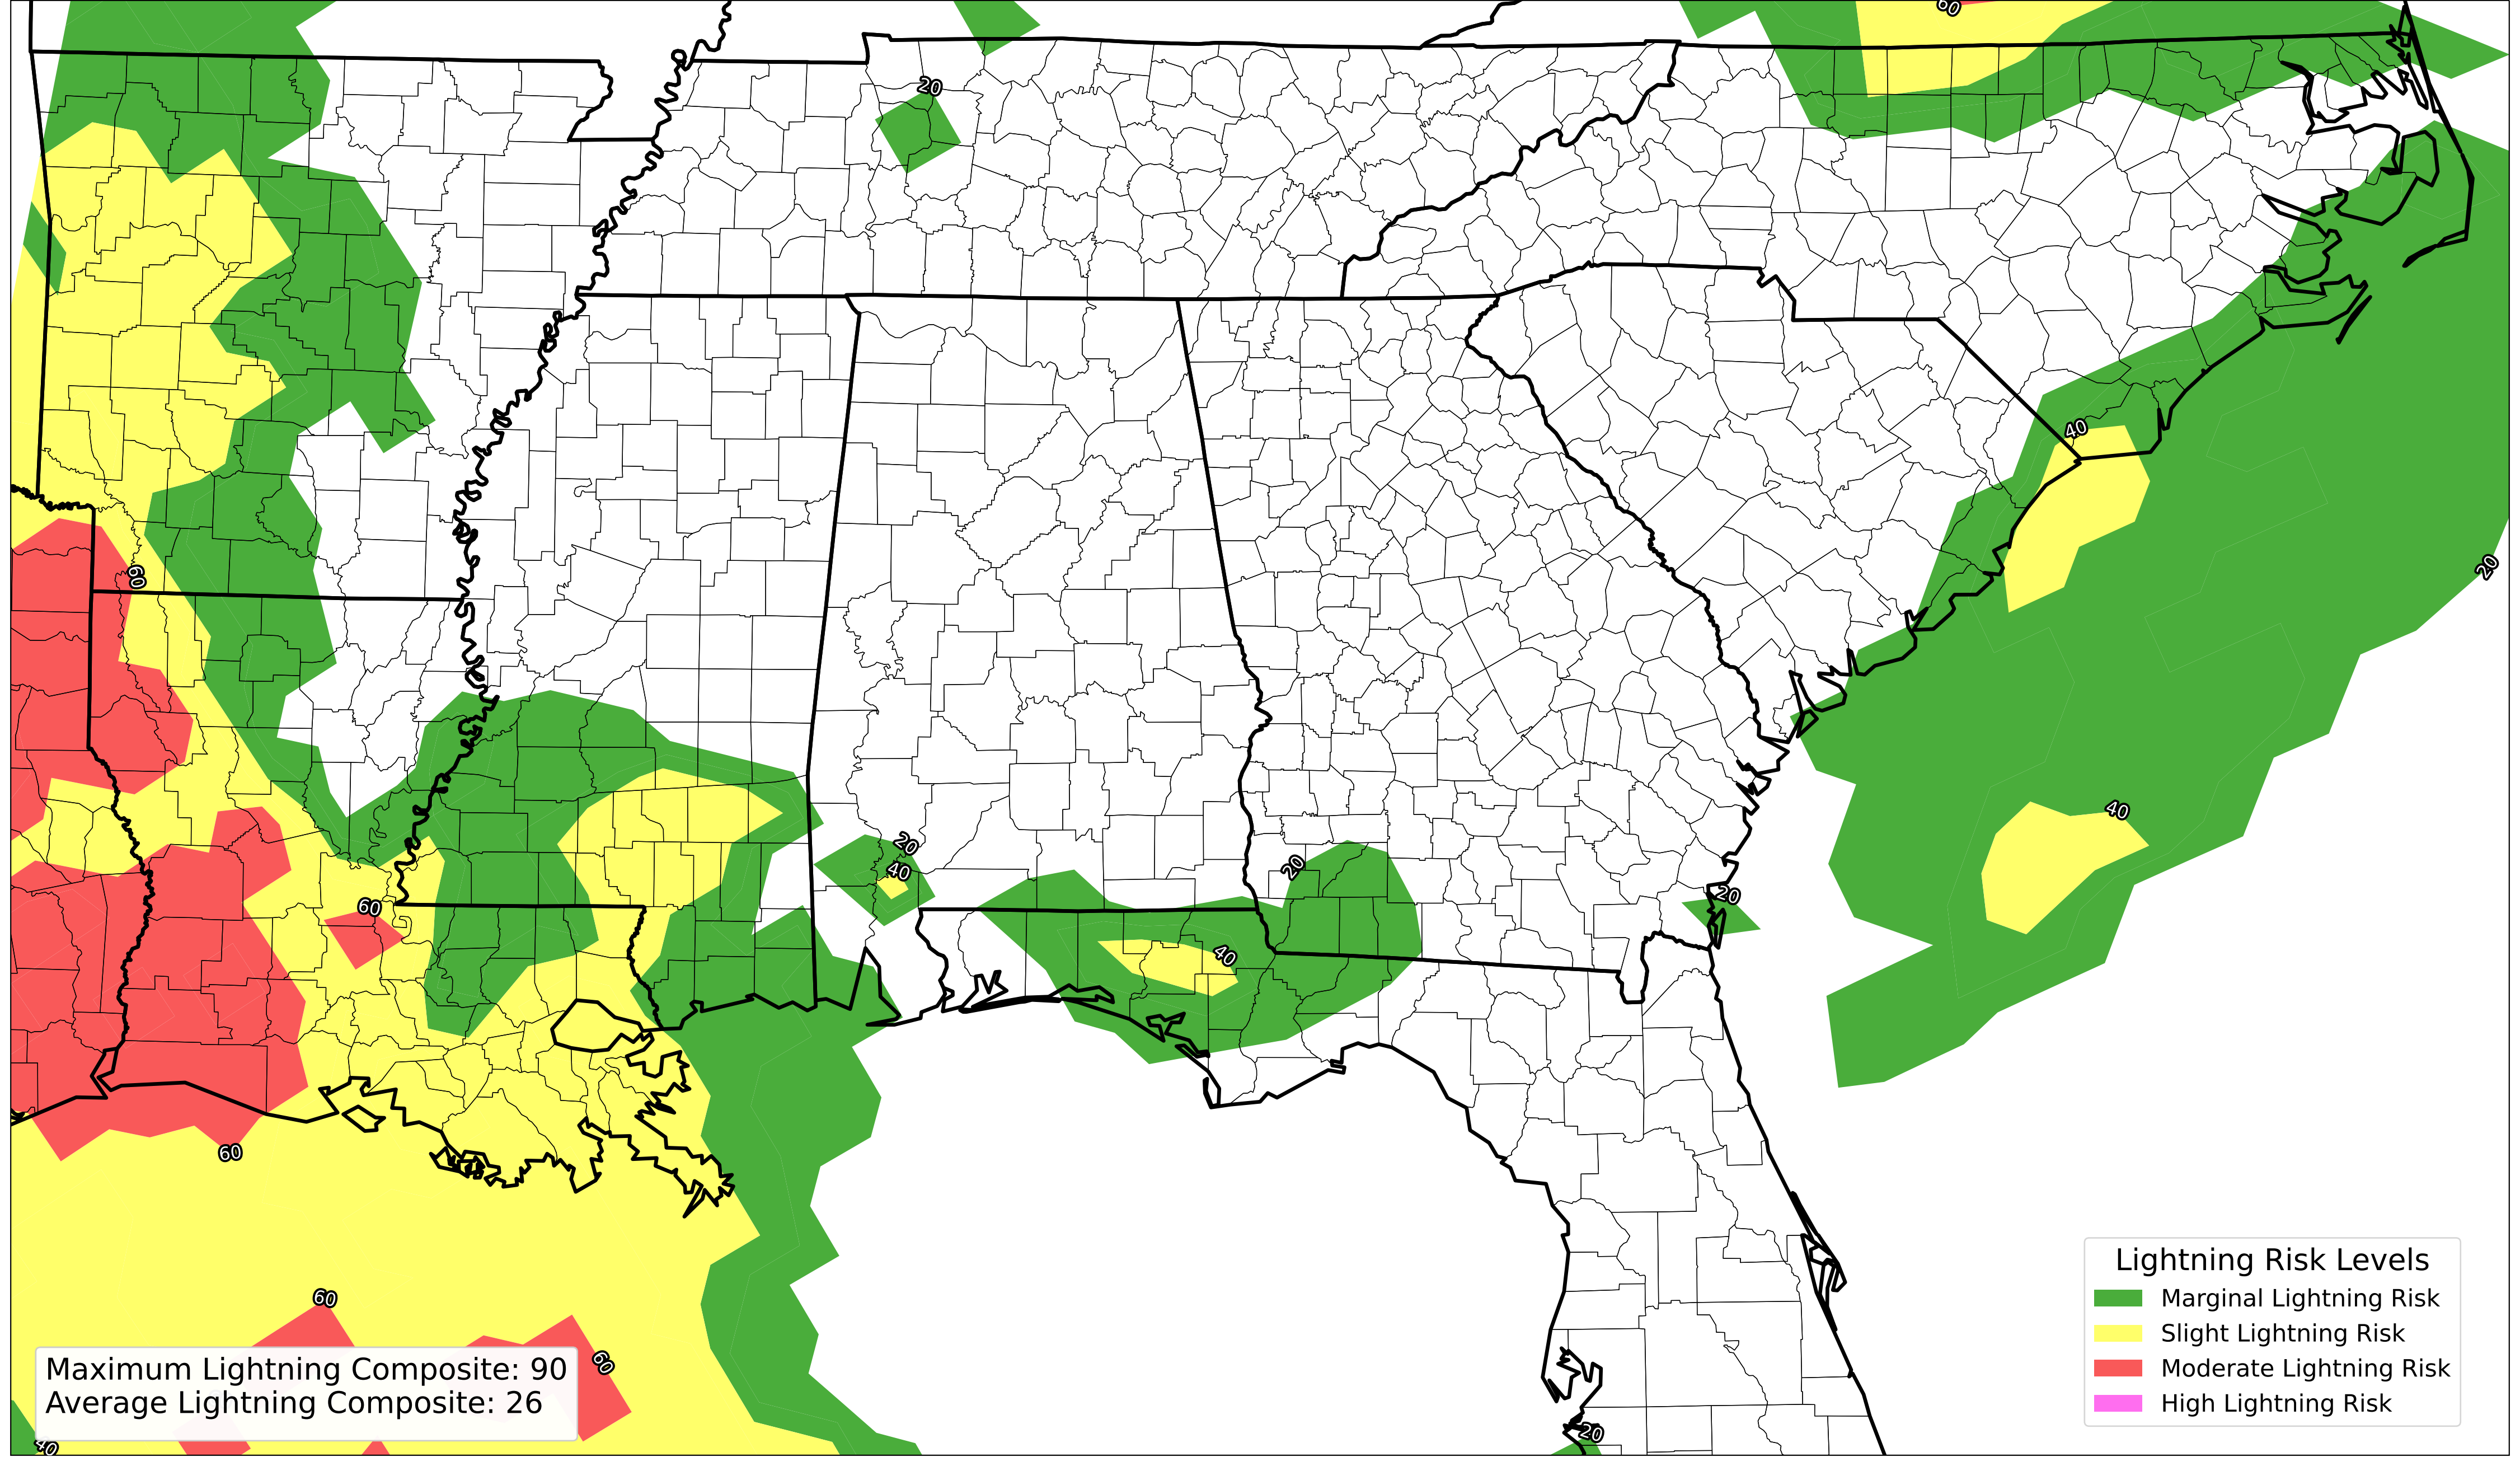 60
20
40
20
60
40
20
40
20
20
60
40
60
60
60
20
40
Lightning Risk Levels
Marginal Lightning Risk
Slight Lightning Risk
Moderate Lightning Risk
High Lightning Risk
Maximum Lightning Composite: 90
Average Lightning Composite: 26